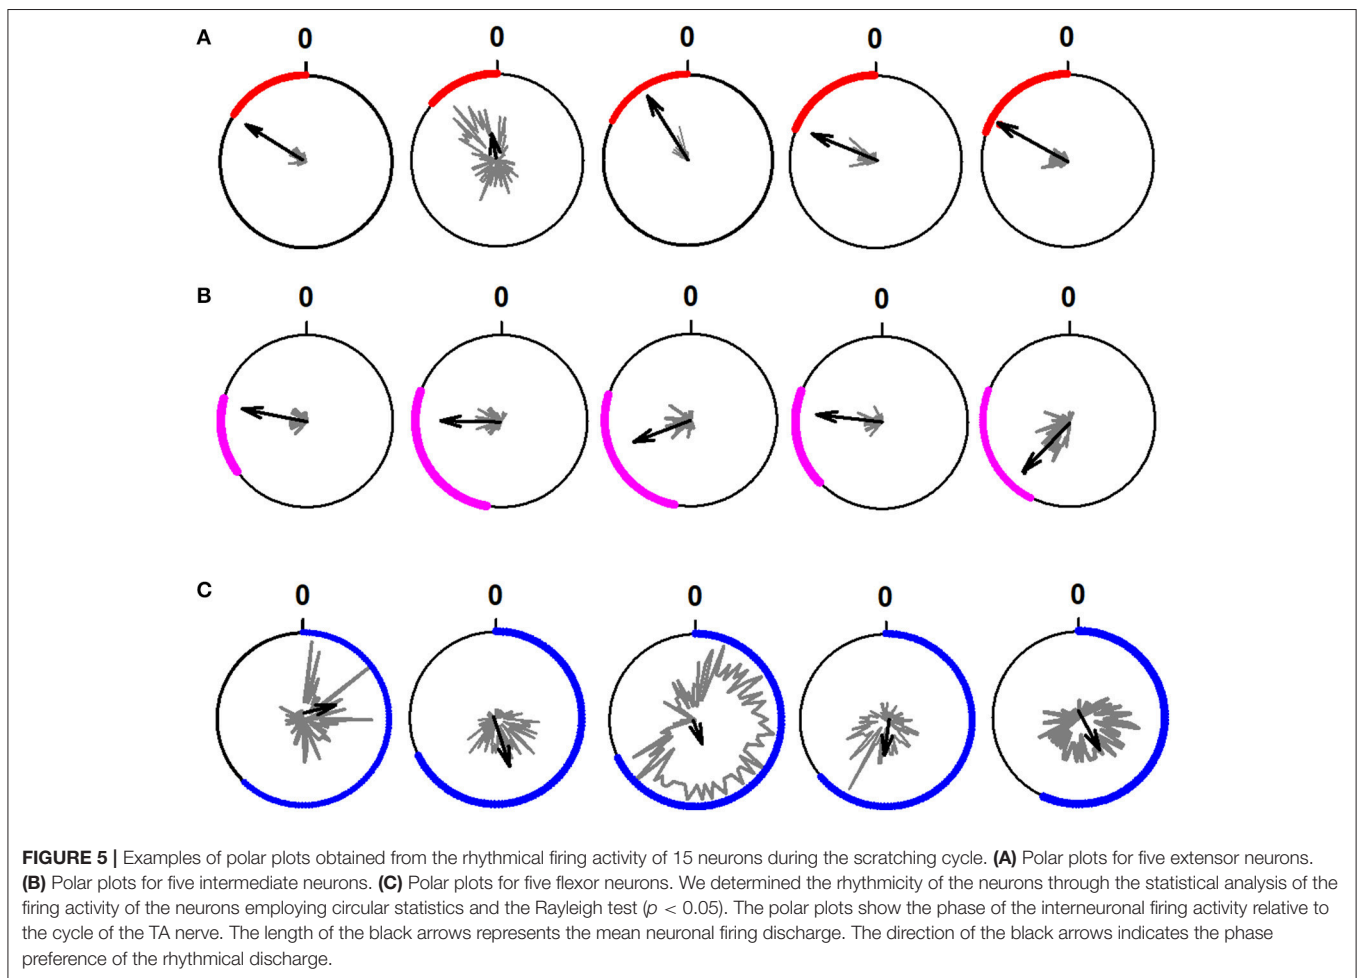 A 0 0 0 0 0
B 0 0 0 0 0
C 0 0 0 0 0
FIGURE 5 | Examples of polar plots obtained from the rhythmical firing activity of 15 neurons during the scratching cycle. (A) Polar plots for five extensor neurons.
(B) Polar plots for five intermediate neurons. (C) Polar plots for five flexor neurons. We determined the rhythmicity of the neurons through the statistical analysis of the
firing activity of the neurons employing circular statistics and the Rayleigh test (p < 0.05). The polar plots show the phase of the interneuronal firing activity relative to
the cycle of the TA nerve. The length of the black arrows represents the mean neuronal firing discharge. The direction of the black arrows indicates the phase
preference of the rhythmical discharge.